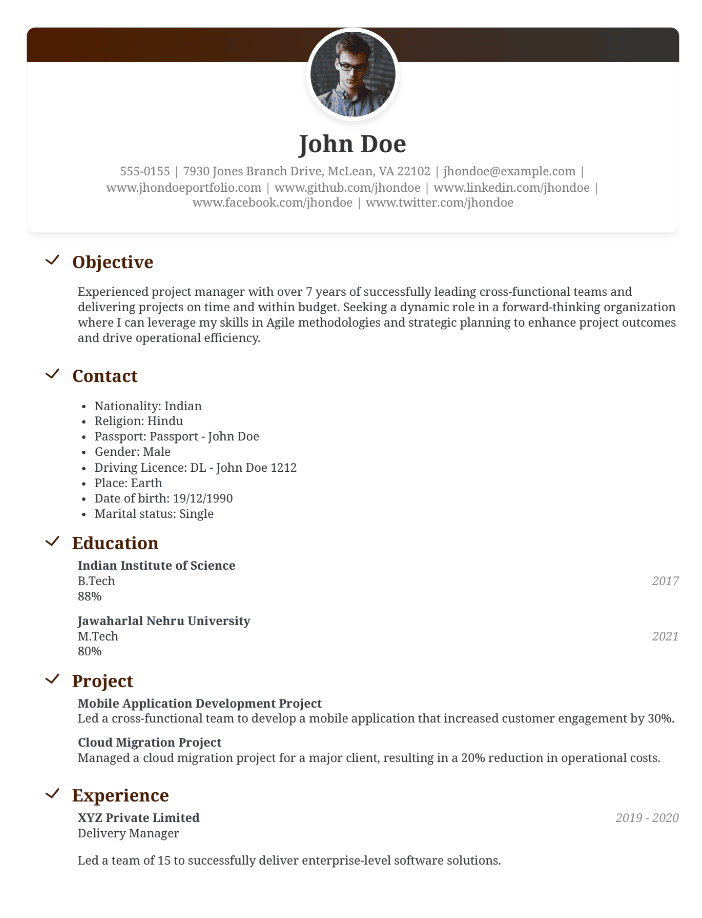 John Doe
555-0155 | 7930 Jones Branch Drive, McLean, VA 22102 | jhondoe@example.com |
www.jhondoeportfolio.com | www.github.com/jhondoe | www.linkedin.com/jhondoe |
www.facebook.com/jhondoe | www.twitter.com/jhondoe
Objective
Experienced project manager with over 7 years of successfully leading cross-functional teams and
delivering projects on time and within budget. Seeking a dynamic role in a forward-thinking organization
where I can leverage my skills in Agile methodologies and strategic planning to enhance project outcomes
and drive operational efficiency.
Contact
• Nationality: Indian
• Religion: Hindu
• Passport: Passport - John Doe
• Gender: Male
• Driving Licence: DL - John Doe 1212
• Place: Earth
• Date of birth: 19/12/1990
• Marital status: Single
Education
Indian Institute of Science
B.Tech 2017
88%
Jawaharlal Nehru University
M.Tech 2021
80%
Project
Mobile Application Development Project
Led a cross-functional team to develop a mobile application that increased customer engagement by 30%.
Cloud Migration Project
Managed a cloud migration project for a major client, resulting in a 20% reduction in operational costs.
Experience
XYZ Private Limited 2019 - 2020
Delivery Manager
Led a team of 15 to successfully deliver enterprise-level software solutions.